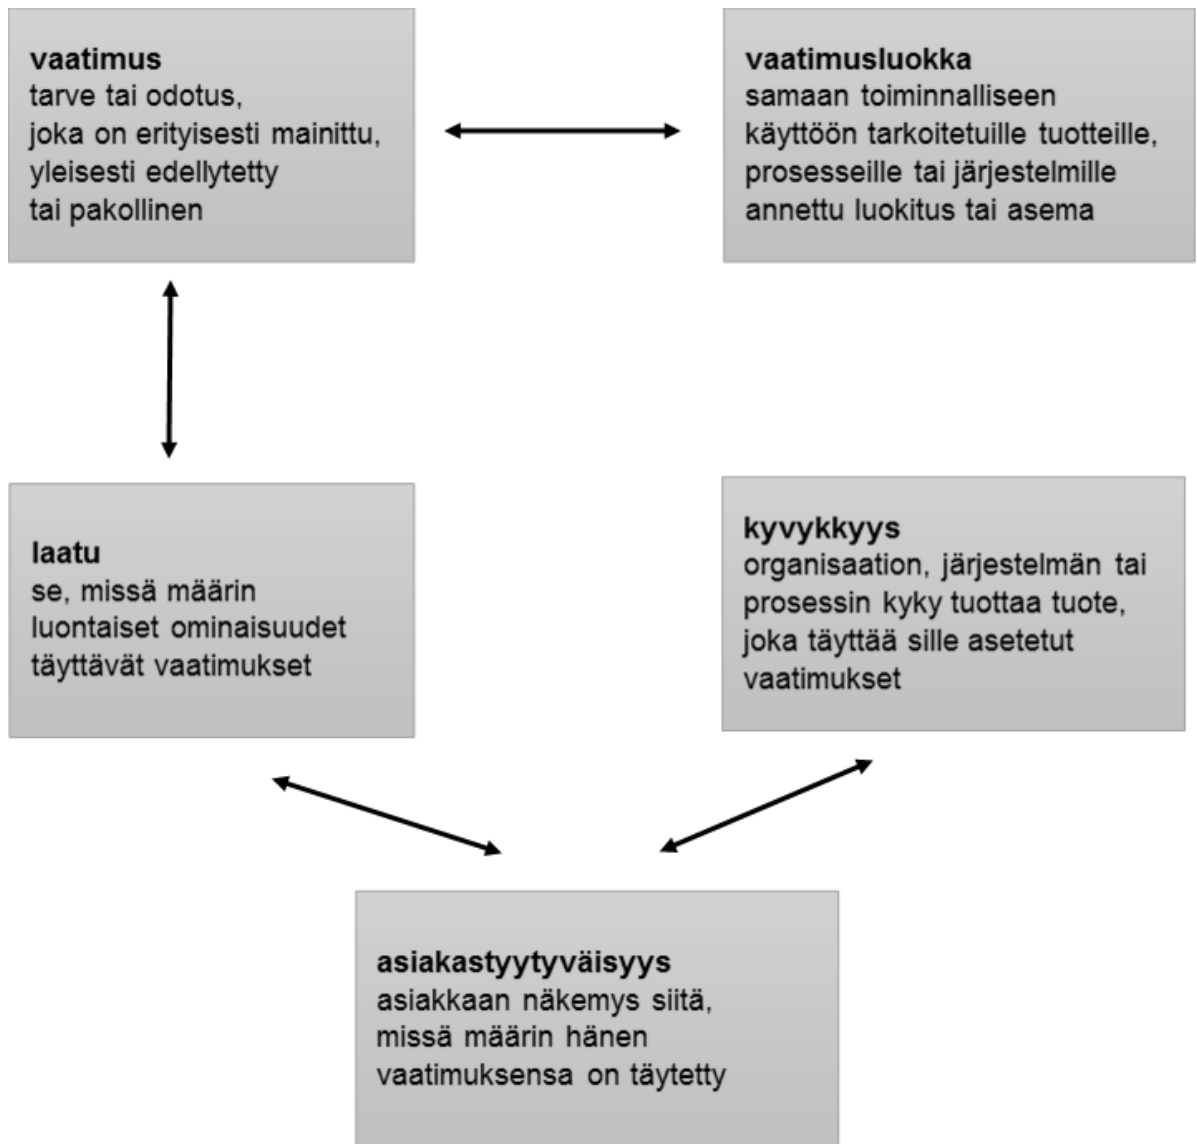 vaatimus
tarve tai odotus,
joka on erityisesti mainittu,
yleisesti edellytetty
tai pakollinen
vaatimusluokka
samaan toiminnalliseen
käyttöön tarkoitetuille tuotteille,
prosesseille tai järjestelmille
annettu luokitus tai asema
laatu
se, missä määrin
luontaiset ominaisuudet
täyttävät vaatimukset
kyvykkyys
organisaation, järjestelmän tai
prosessin kyky tuottaa tuote,
joka täyttää sille asetetut
vaatimukset
asiakastyytyväisyys
asiakkaan näkemys siitä,
missä määrin hänen
vaatimuksensa on täytetty